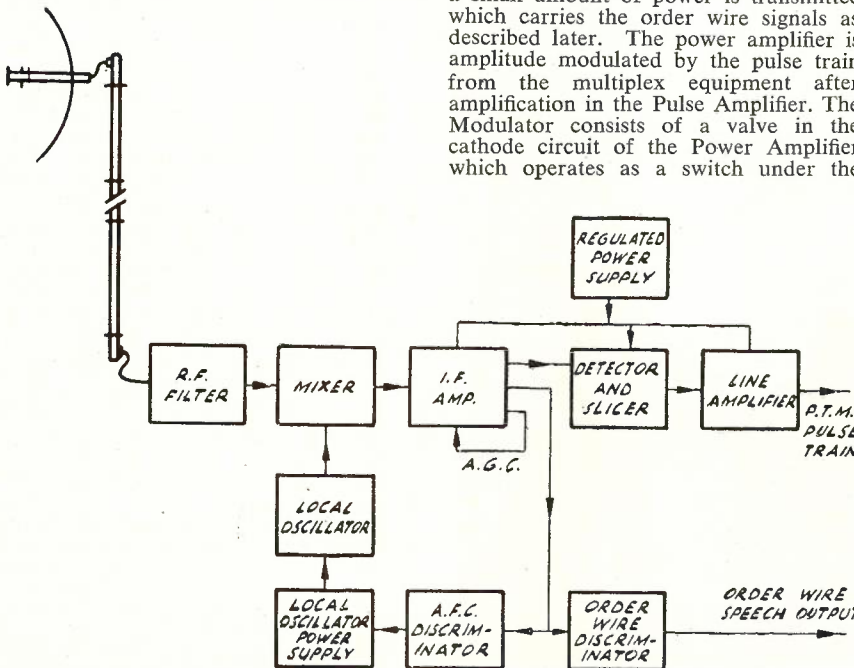 a small amount of power is transmitted
which carries the order wire signals as
described later. The power amplifier is
amplitude modulated by the pulse train
from the multiplex equipment after
amplification in the Pulse Amplifier. The
Modulator consists of a valve in the
cathode circuit of the Power Amplifier
which operates as a switch under the
REGULATED
POWER
SUPPLY
R.F.
FILTER
MIXER
I.F.
AMP.
DETECTOR
AND
SLICER
LINE
AMPLIFIER
P.T.M.
PULSE
TRAIN
A.G.C.
LOCAL
OSCILLATOR
LOCAL
OSCILLATOR
POWER
SUPPLY
A.F.C.
DISCRIM-
INATOR
ORDER
WIRE
DISCRIM-
INATOR
ORDER WIRE
SPEECH OUTPUT